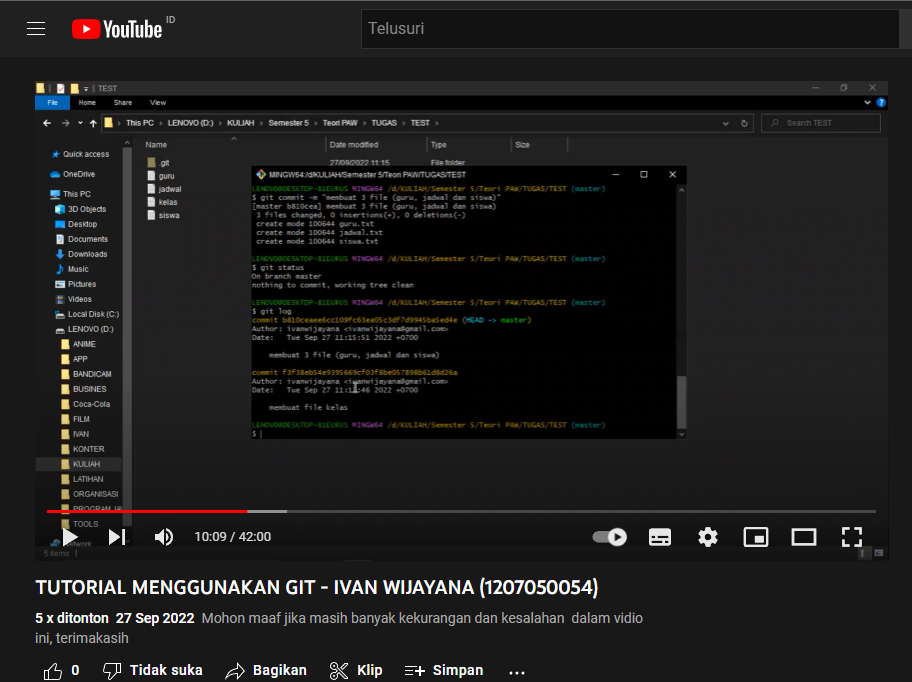 YouTube ID
Telusuri
TEST
File Home Share View
This PC > LENOVO (D:) > KULIAH > Semester 5 > Teori PAW > TUGAS > TEST >
Search TEST
Name Date modified Type Size
.git 27/09/2022 11:15 File folder
guru
jadwal
kelas
siswa
Quick access
OneDrive
This PC
3D Objects
Desktop
Documents
Downloads
Music
Pictures
Videos
Local Disk (C:)
LENOVO (D:)
ANIME
APP
BANDICAM
BUSINES
Coca-Cola
FILM
IVAN
KONTER
KULIAH
LATIHAN
ORGANISASI
TOOLS
Network
5 items
MINGW64:/d/KULIAH/Semester 5/Teori PAW/TUGAS/TEST
LENOVO@DESKTOP-81EURUS MINGW64 /d/KULIAH/Semester 5/Teori PAW/TUGAS/TEST (master)
$ git commit -m "membuat 3 file (guru, jadwal dan siswa)"
[master b810cea] membuat 3 file (guru, jadwal dan siswa)
3 files changed, 0 insertions(+), 0 deletions(-)
create mode 100644 guru.txt
create mode 100644 jadwal.txt
create mode 100644 siswa.txt
LENOVO@DESKTOP-81EURUS MINGW64 /d/KULIAH/Semester 5/Teori PAW/TUGAS/TEST (master)
$ git status
On branch master
nothing to commit, working tree clean
LENOVO@DESKTOP-81EURUS MINGW64 /d/KULIAH/Semester 5/Teori PAW/TUGAS/TEST (master)
$ git log
commit b810ceaee6cc109fc63ea05c3df7d9945ba5ed4e (HEAD -> master)
Author: ivanwijayana <ivanwijayana@gmail.com>
Date: Tue Sep 27 11:15:51 2022 +0700
membuat 3 file (guru, jadwal dan siswa)
commit f3f38eb54e9395669cf03f8be057898b61d8d26a
Author: ivanwijayana <ivanwijayana@gmail.com>
Date: Tue Sep 27 2022 +0700
membuat file kelas
LENOVO@DESKTOP-81EURUS MINGW64 /d/KULIAH/Semester 5/Teori PAW/TUGAS/TEST (master)
$
10:09 / 42:00
TUTORIAL MENGGUNAKAN GIT - IVAN WIJAYANA (1207050054)
5 x ditonton 27 Sep 2022 Mohon maaf jika masih banyak kekurangan dan kesalahan dalam vidio
ini, terimakasih
0 Tidak suka Bagikan Klip Simpan ...